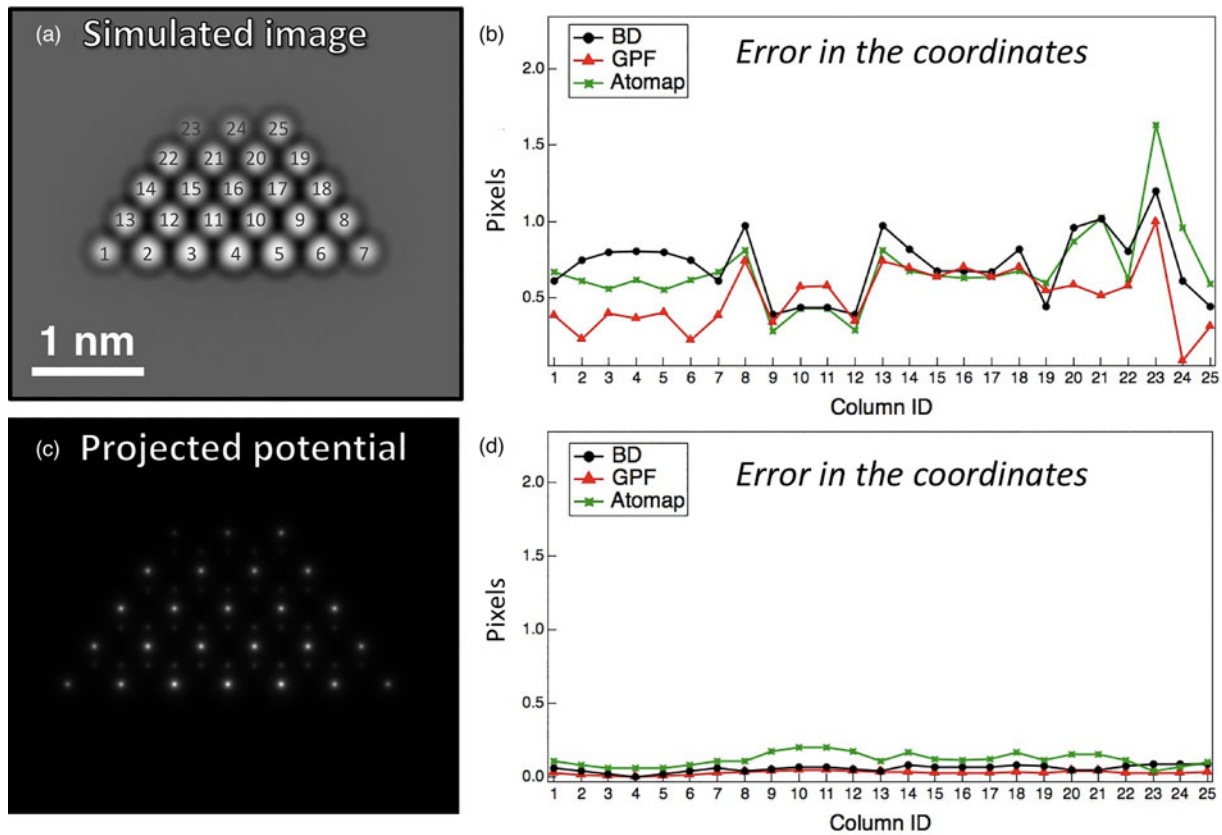 (a) Simulated image
23 24 25
22 21 20 19
14 15 16 17 18
13 12 11 10 9 8
1 2 3 4 5 6 7
1 nm
(b) Error in the coordinates
BD
GPF
Atomap
2.0
1.5
1.0
0.5
Pixels
1 2 3 4 5 6 7 8 9 10 11 12 13 14 15 16 17 18 19 20 21 22 23 24 25
Column ID
(c) Projected potential
(d) Error in the coordinates
BD
GPF
Atomap
2.0
1.5
1.0
0.5
0.0
Pixels
1 2 3 4 5 6 7 8 9 10 11 12 13 14 15 16 17 18 19 20 21 22 23 24 25
Column ID